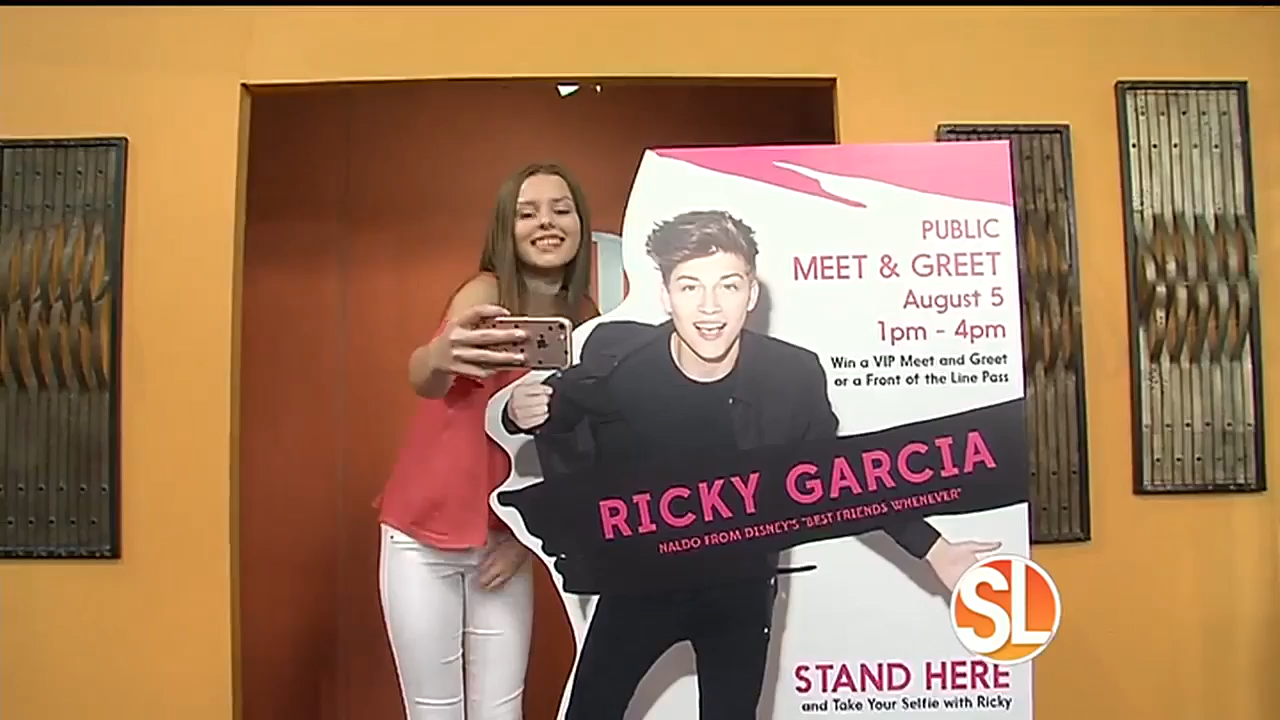 PUBLIC
MEET & GREET
August 5
1pm - 4pm
Win a VIP Meet and Greet
or a Front of the Line Pass
RICKY GARCIA
NALDO FROM DISNEY'S "BEST FRIENDS WHENEVER"
SL
STAND HERE
and Take Your Selfie with Ricky